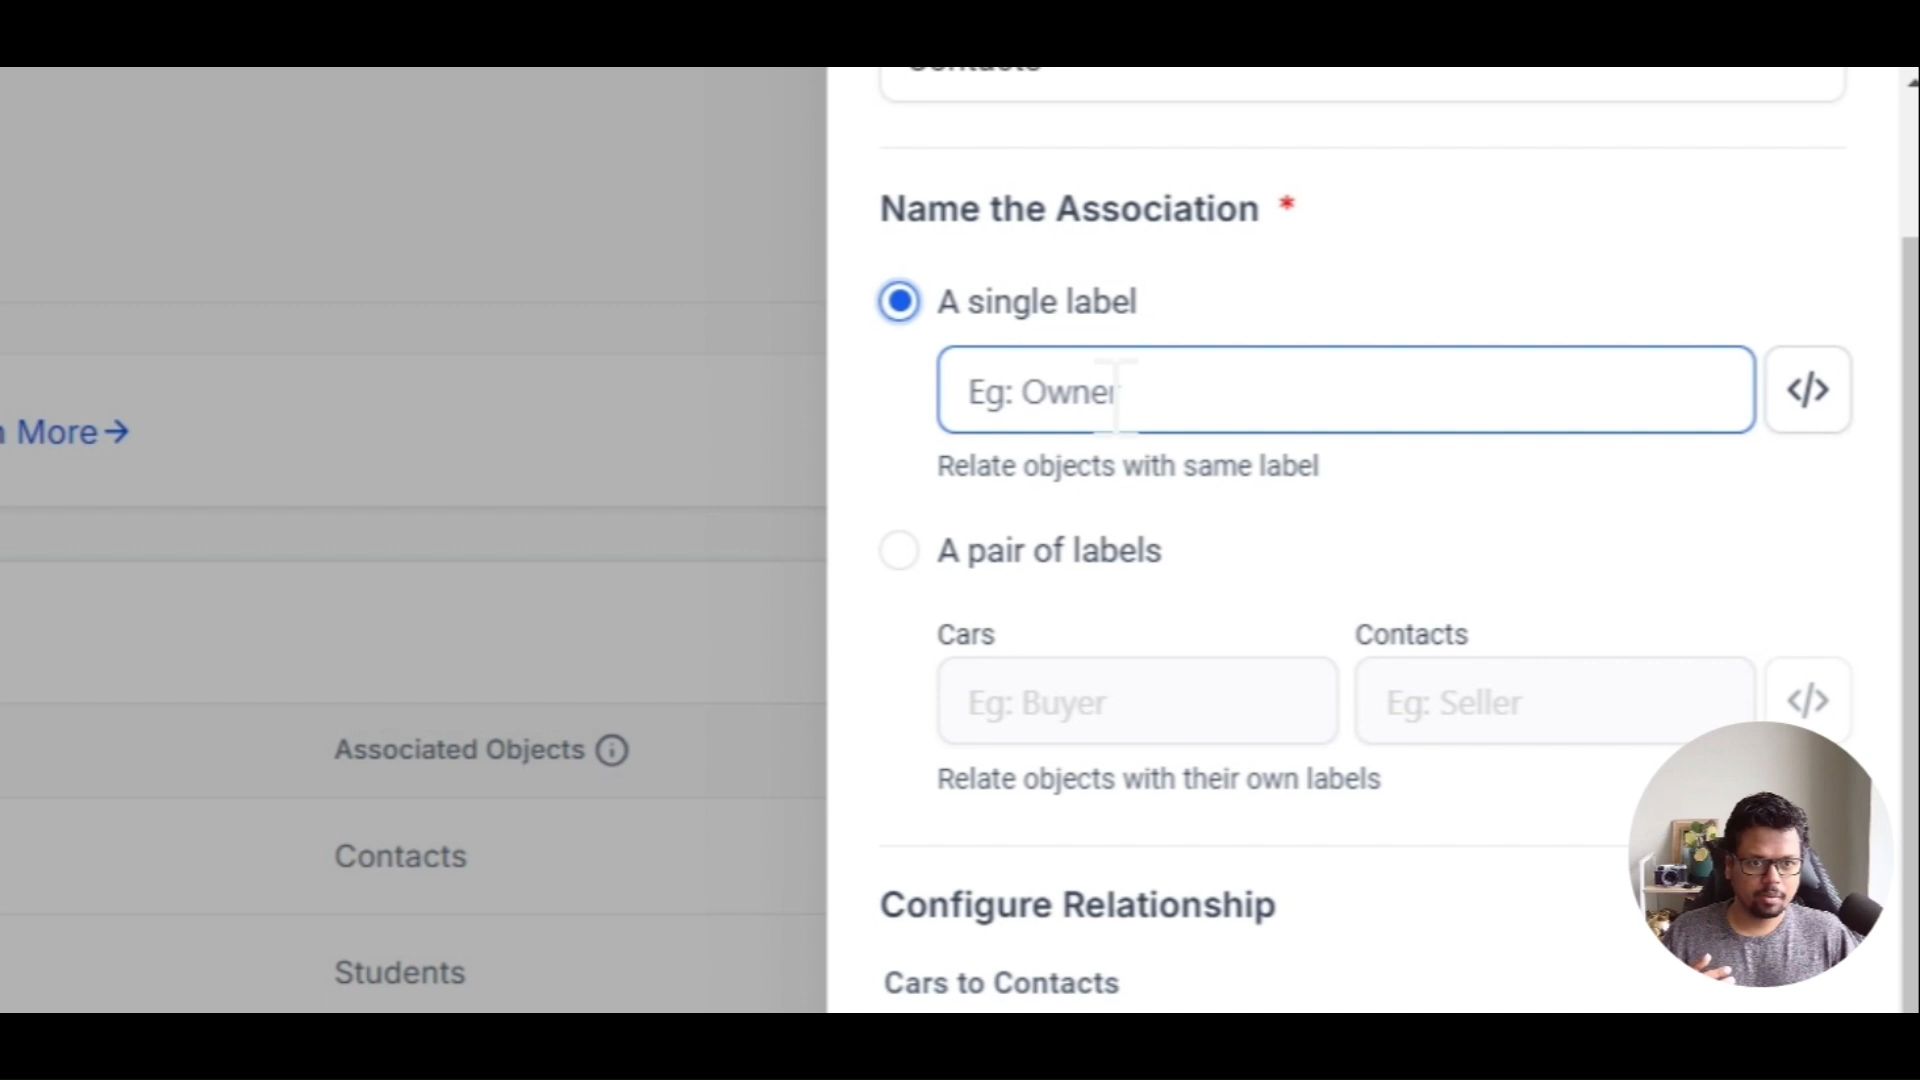 Contacts
Name the Association *
A single label
Eg: Owner
</>
Relate objects with same label
More →
A pair of labels
Cars
Contacts
Eg: Buyer
Eg: Seller
</>
Associated Objects
Relate objects with their own labels
Contacts
Configure Relationship
Students
Cars to Contacts